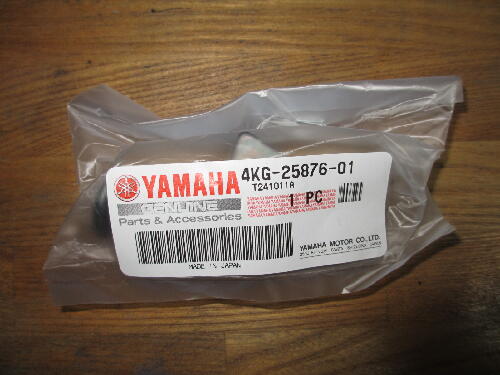 YAMAHA
GENUINE
Parts & Accessories
4KG-25876-01
T241011A
1 PC
MADE IN JAPAN
YAMAHA MOTOR CO., LTD.